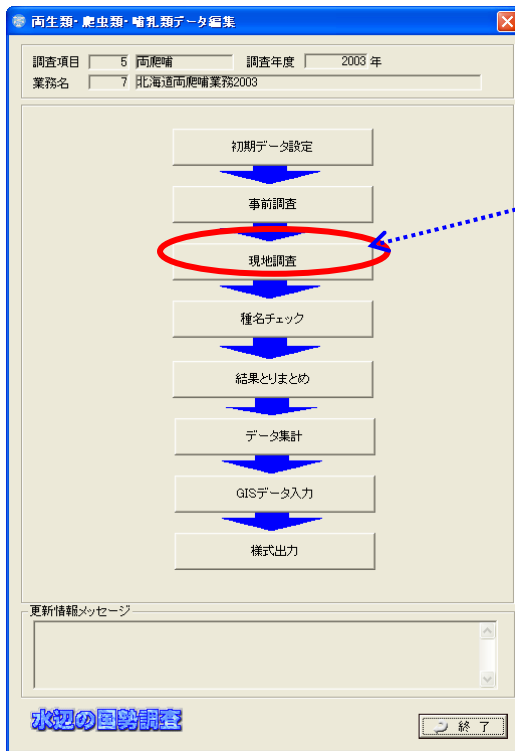 両生類・爬虫類・哺乳類データ編集
調査項目 5 両爬哺 調査年度 2003 年
業務名 7 北海道両爬哺業務2003
初期データ設定
事前調査
現地調査
種名チェック
結果とりまとめ
データ集計
GISデータ入力
様式出力
更新情報メッセージ
水辺の国勢調査
終 了